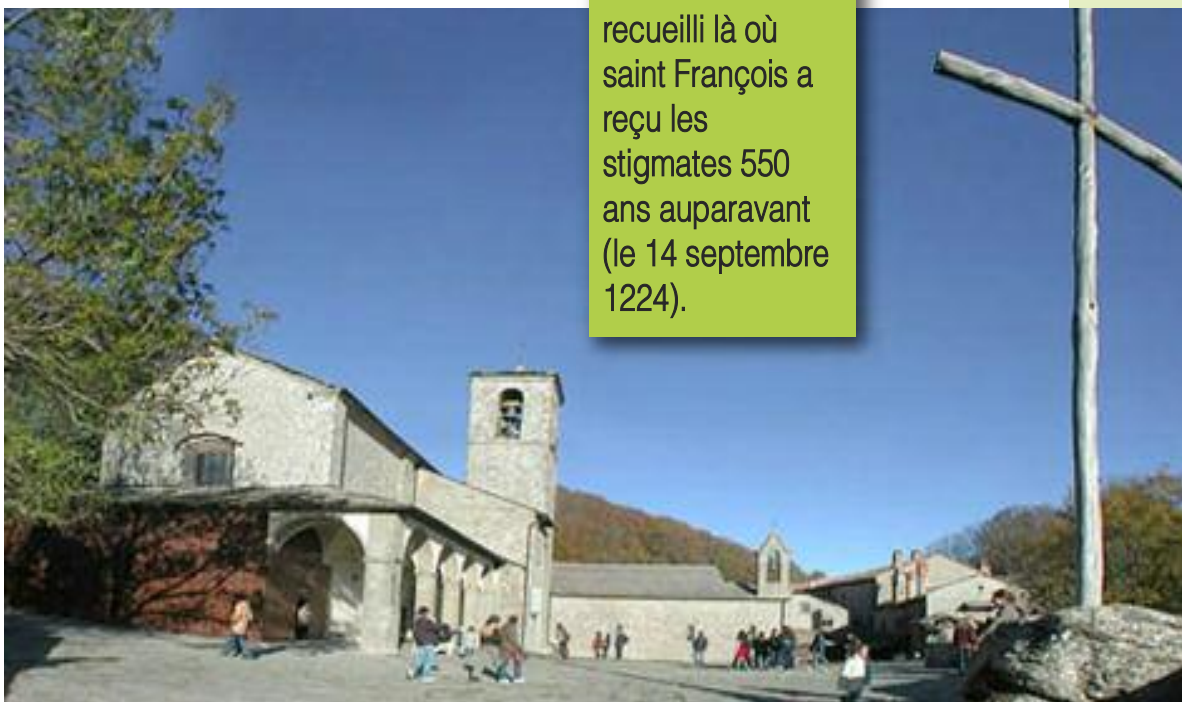 recueilli là où
saint François a
reçu les
stigmates 550
ans auparavant
(le 14 septembre
1224).